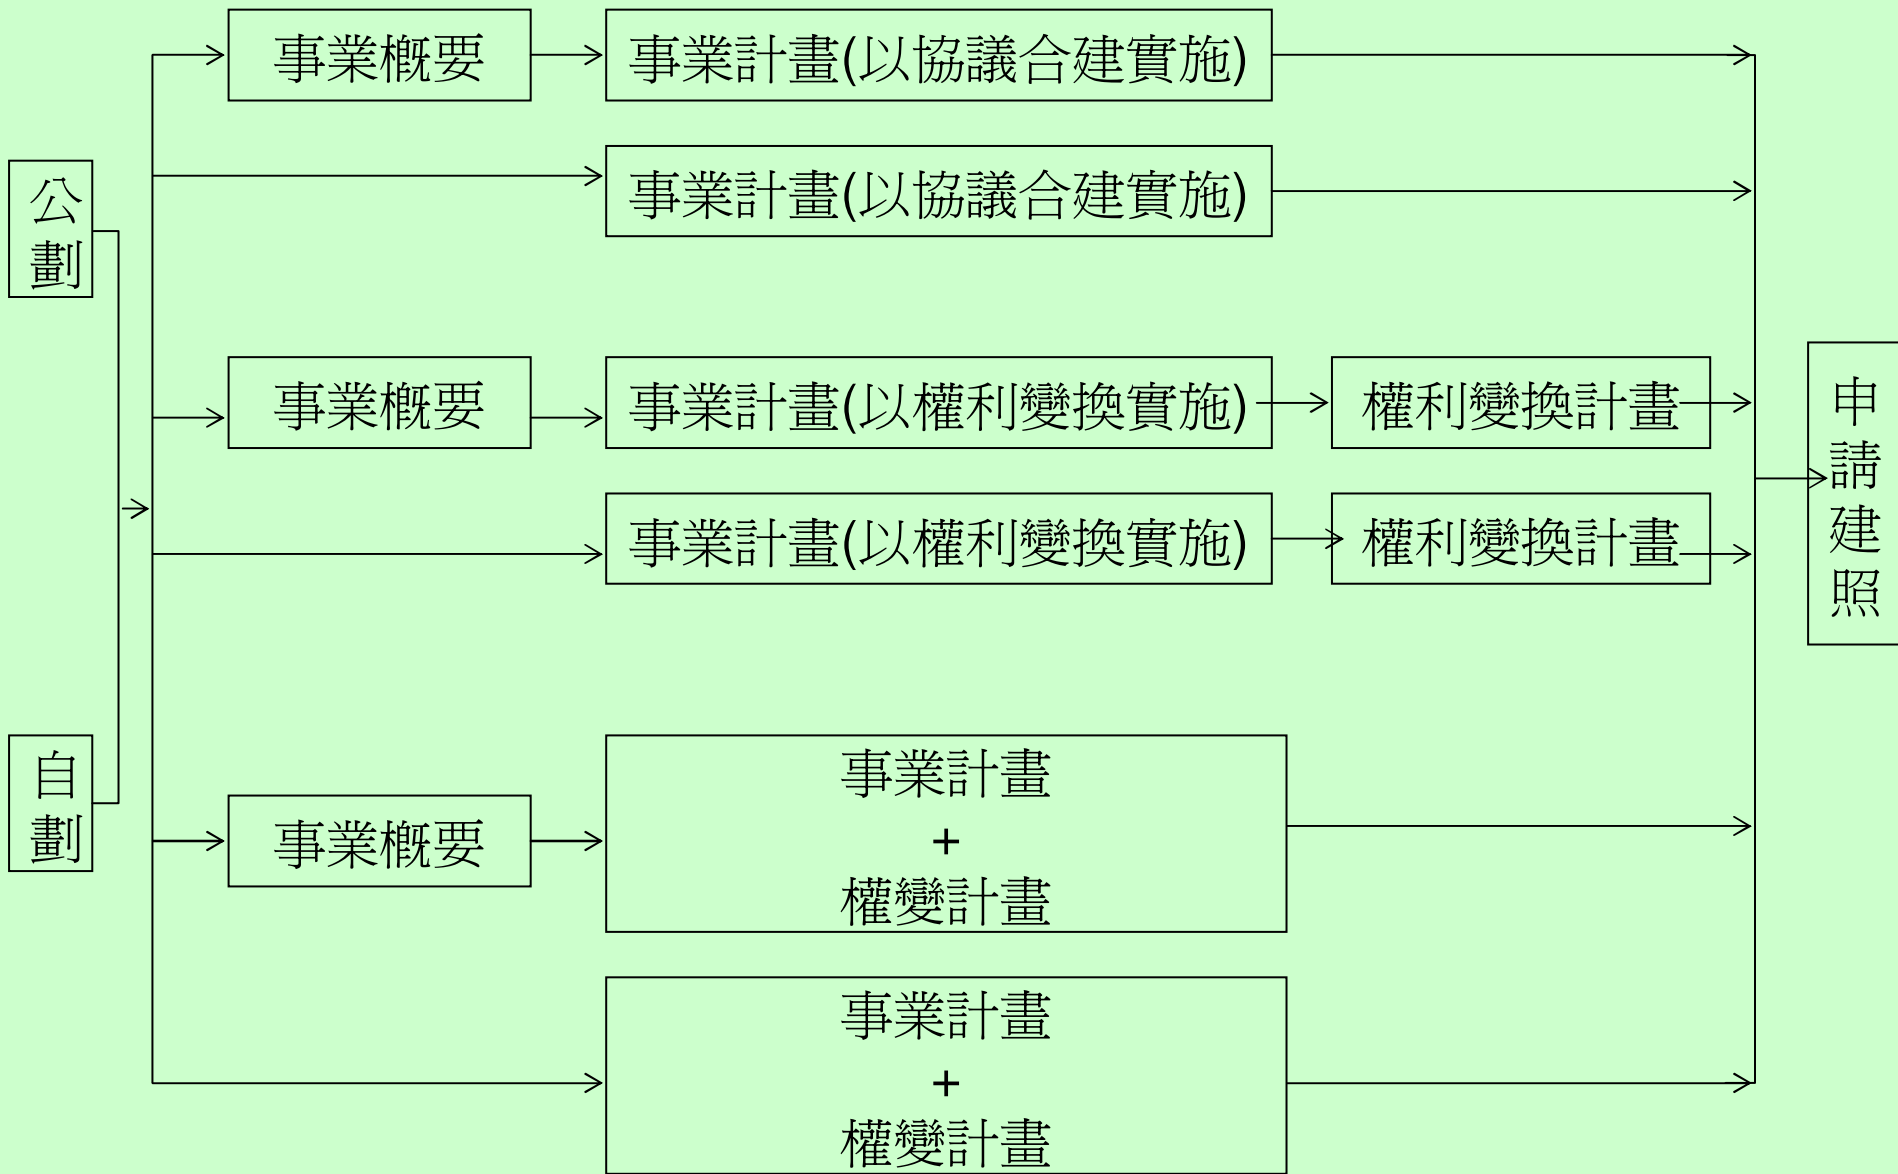 公劃
自劃
事業概要
事業計畫(以協議合建實施)
事業計畫(以協議合建實施)
事業概要
事業計畫(以權利變換實施)
權利變換計畫
事業計畫(以權利變換實施)
權利變換計畫
事業概要
事業計畫
+
權變計畫
事業計畫
+
權變計畫
申請建照